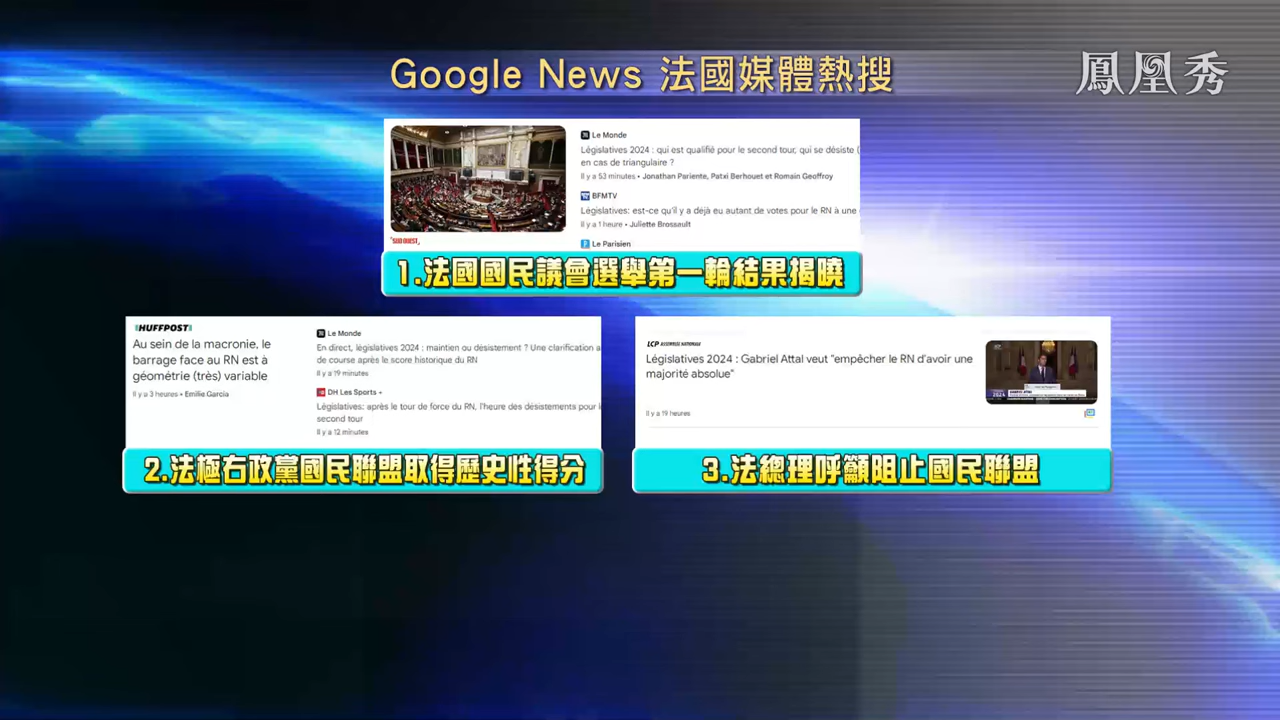 Google News 法國媒體熱搜
鳳凰秀
Le Monde
Législatives 2024 : qui est qualifié pour le second tour, qui se désiste (
en cas de triangulaire ?
Il y a 53 minutes • Jonathan Pariente, Patxi Berhouet et Romain Geoffroy
BFMTV
Législatives: est-ce qu'il y a déjà eu autant de votes pour le RN à une
Il y a 1 heure • Juliette Brossault
"SUD OUEST,
Le Parisien
1.法國國民議會選舉第一輪結果揭曉
HUFFPOST
Au sein de la macronie, le
barrage face au RN est à
géométrie (très) variable
Il y a 3 heures • Emilie Garcia
Le Monde
En direct, législatives 2024 : maintien ou désistement ? Une clarification a
de course après le score historique du RN
Il y a 19 minutes
DH Les Sports +
Législatives: après le tour de force du RN, l'heure des désistements pour l
second tour
Il y a 12 minutes
2.法極右政黨國民聯盟取得歷史性得分
LCP ASSEMBLÉE NATIONALE
Législatives 2024 : Gabriel Attal veut "empêcher le RN d'avoir une
majorité absolue"
Il y a 19 heures
GABRIEL ATTAL
2024
3.法總理呼籲阻止國民聯盟